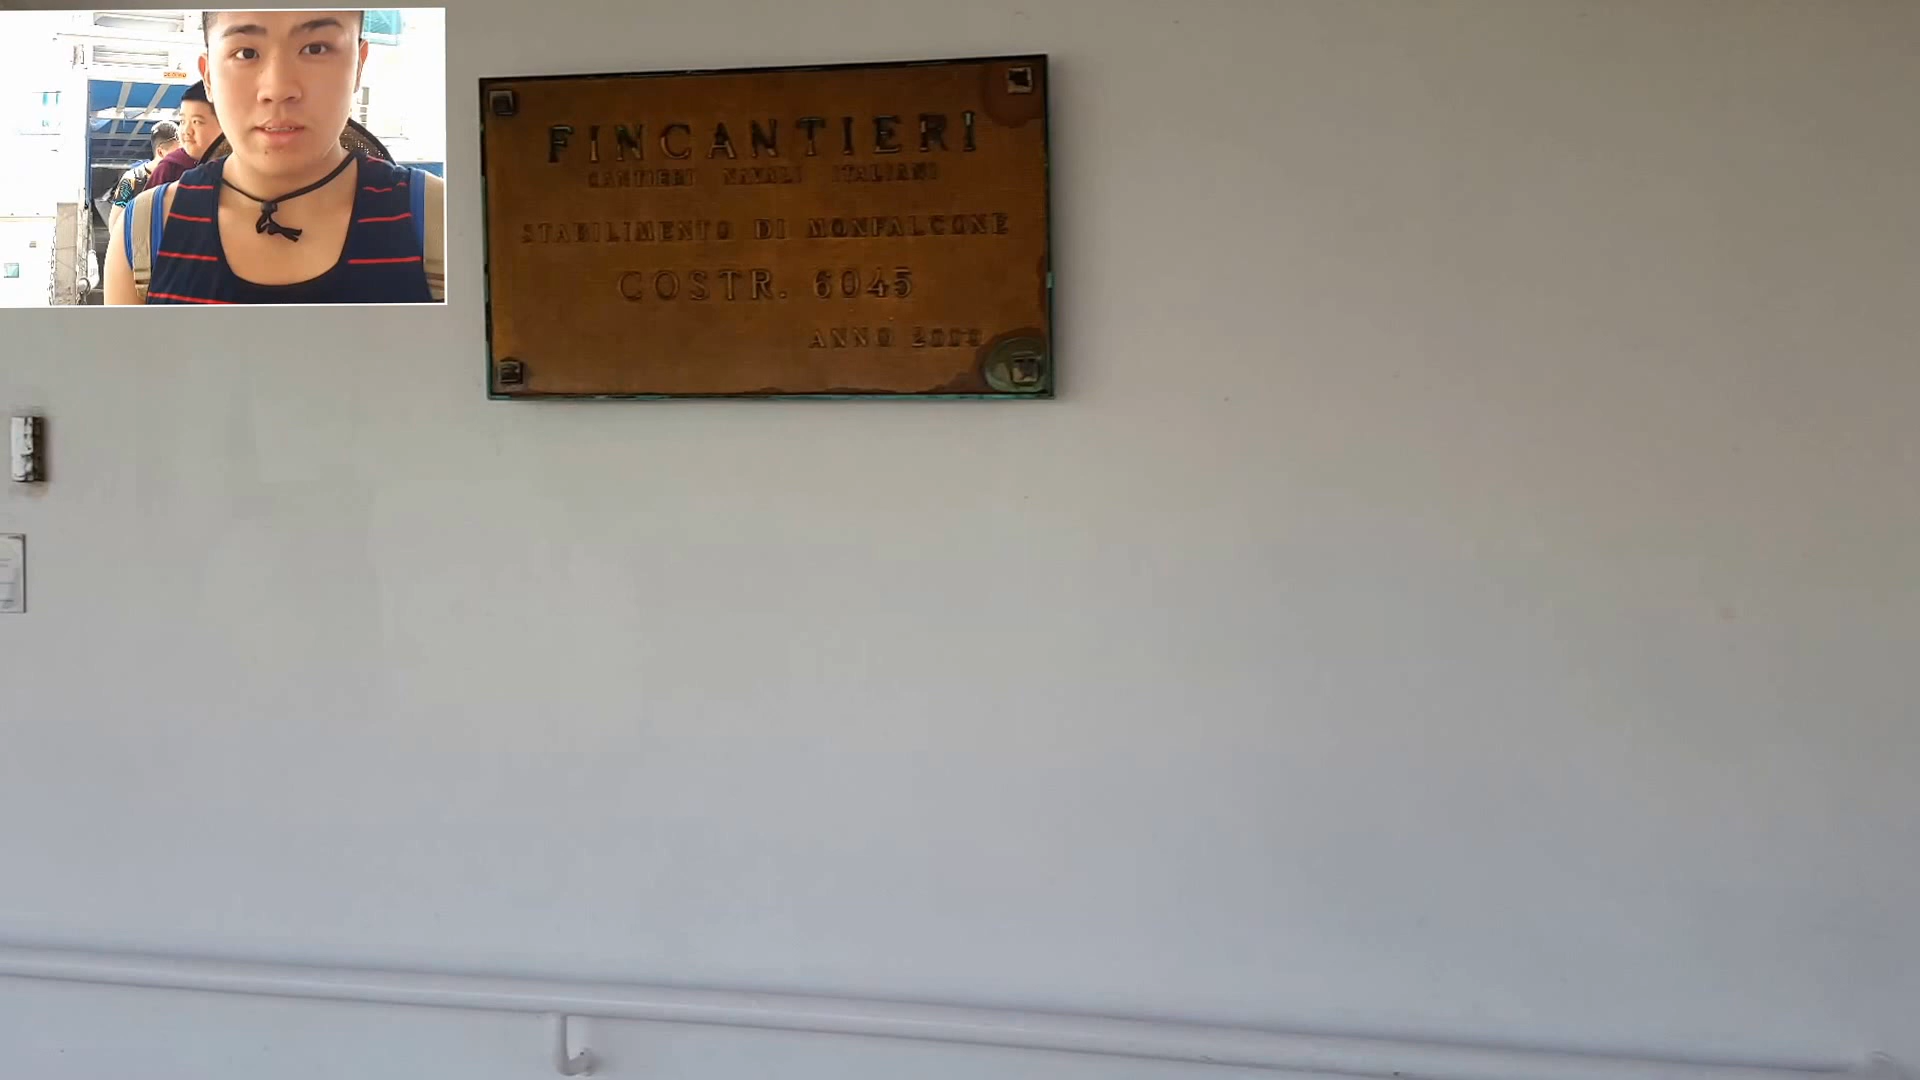 FINCANTIERI
CANTIERI NAVALI ITALIANI
STABILIMENTO DI MONFALCONE
COSTR. 6045
ANNO